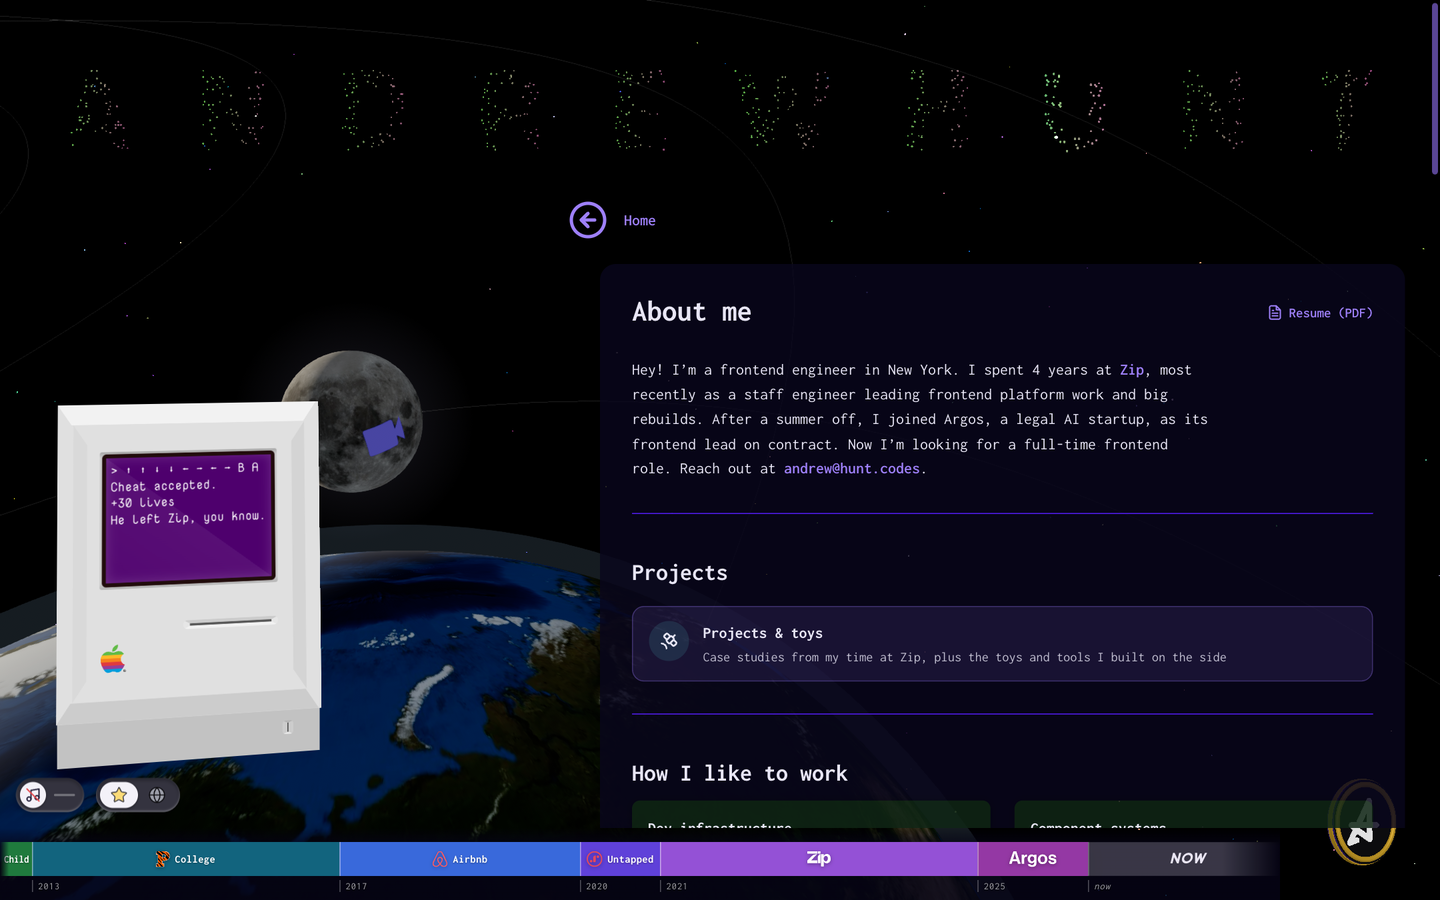 ANDREW HUNT
Home
About me
Resume (PDF)
Hey! I’m a frontend engineer in New York. I spent 4 years at Zip, most
recently as a staff engineer leading frontend platform work and big
rebuilds. After a summer off, I joined Argos, a legal AI startup, as its
frontend lead on contract. Now I’m looking for a full-time frontend
role. Reach out at andrew@hunt.codes.
> ↑ ↑ ↓ ↓ ← → ← → B A
Cheat accepted.
+30 Lives
He left Zip, you know.
Projects
Projects & toys
Case studies from my time at Zip, plus the toys and tools I built on the side
How I like to work
Dev infrastructure
Component systems
Child
College
Airbnb
Untapped
Zip
Argos
NOW
2013
2017
2020
2021
2025
now